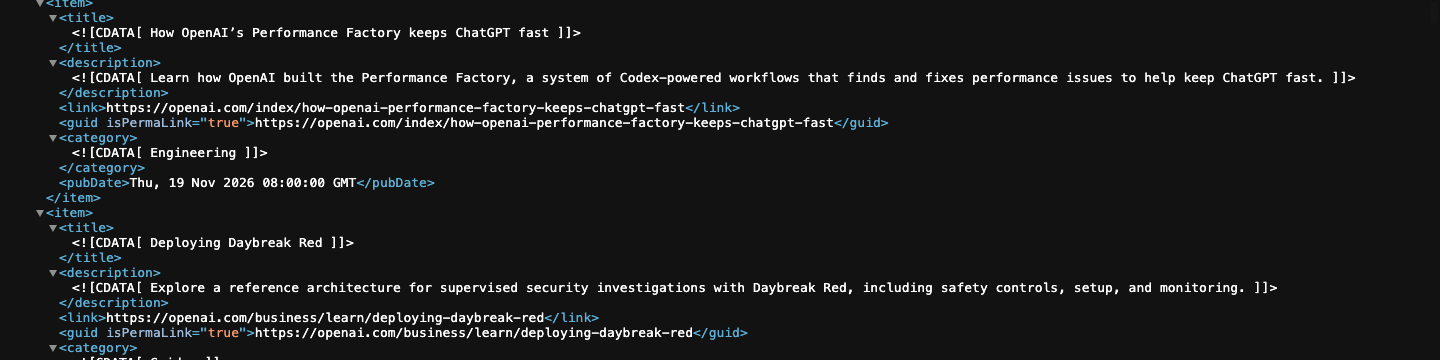 <item>
<title>
<![CDATA[ How OpenAI’s Performance Factory keeps ChatGPT fast ]]>
</title>
<description>
<![CDATA[ Learn how OpenAI built the Performance Factory, a system of Codex-powered workflows that finds and fixes performance issues to help keep ChatGPT fast. ]]>
</description>
<link>https://openai.com/index/how-openai-performance-factory-keeps-chatgpt-fast</link>
<guid isPermaLink="true">https://openai.com/index/how-openai-performance-factory-keeps-chatgpt-fast</guid>
<category>
<![CDATA[ Engineering ]]>
</category>
<pubDate>Thu, 19 Nov 2026 08:00:00 GMT</pubDate>
</item>
<item>
<title>
<![CDATA[ Deploying Daybreak Red ]]>
</title>
<description>
<![CDATA[ Explore a reference architecture for supervised security investigations with Daybreak Red, including safety controls, setup, and monitoring. ]]>
</description>
<link>https://openai.com/business/learn/deploying-daybreak-red</link>
<guid isPermaLink="true">https://openai.com/business/learn/deploying-daybreak-red</guid>
<category>